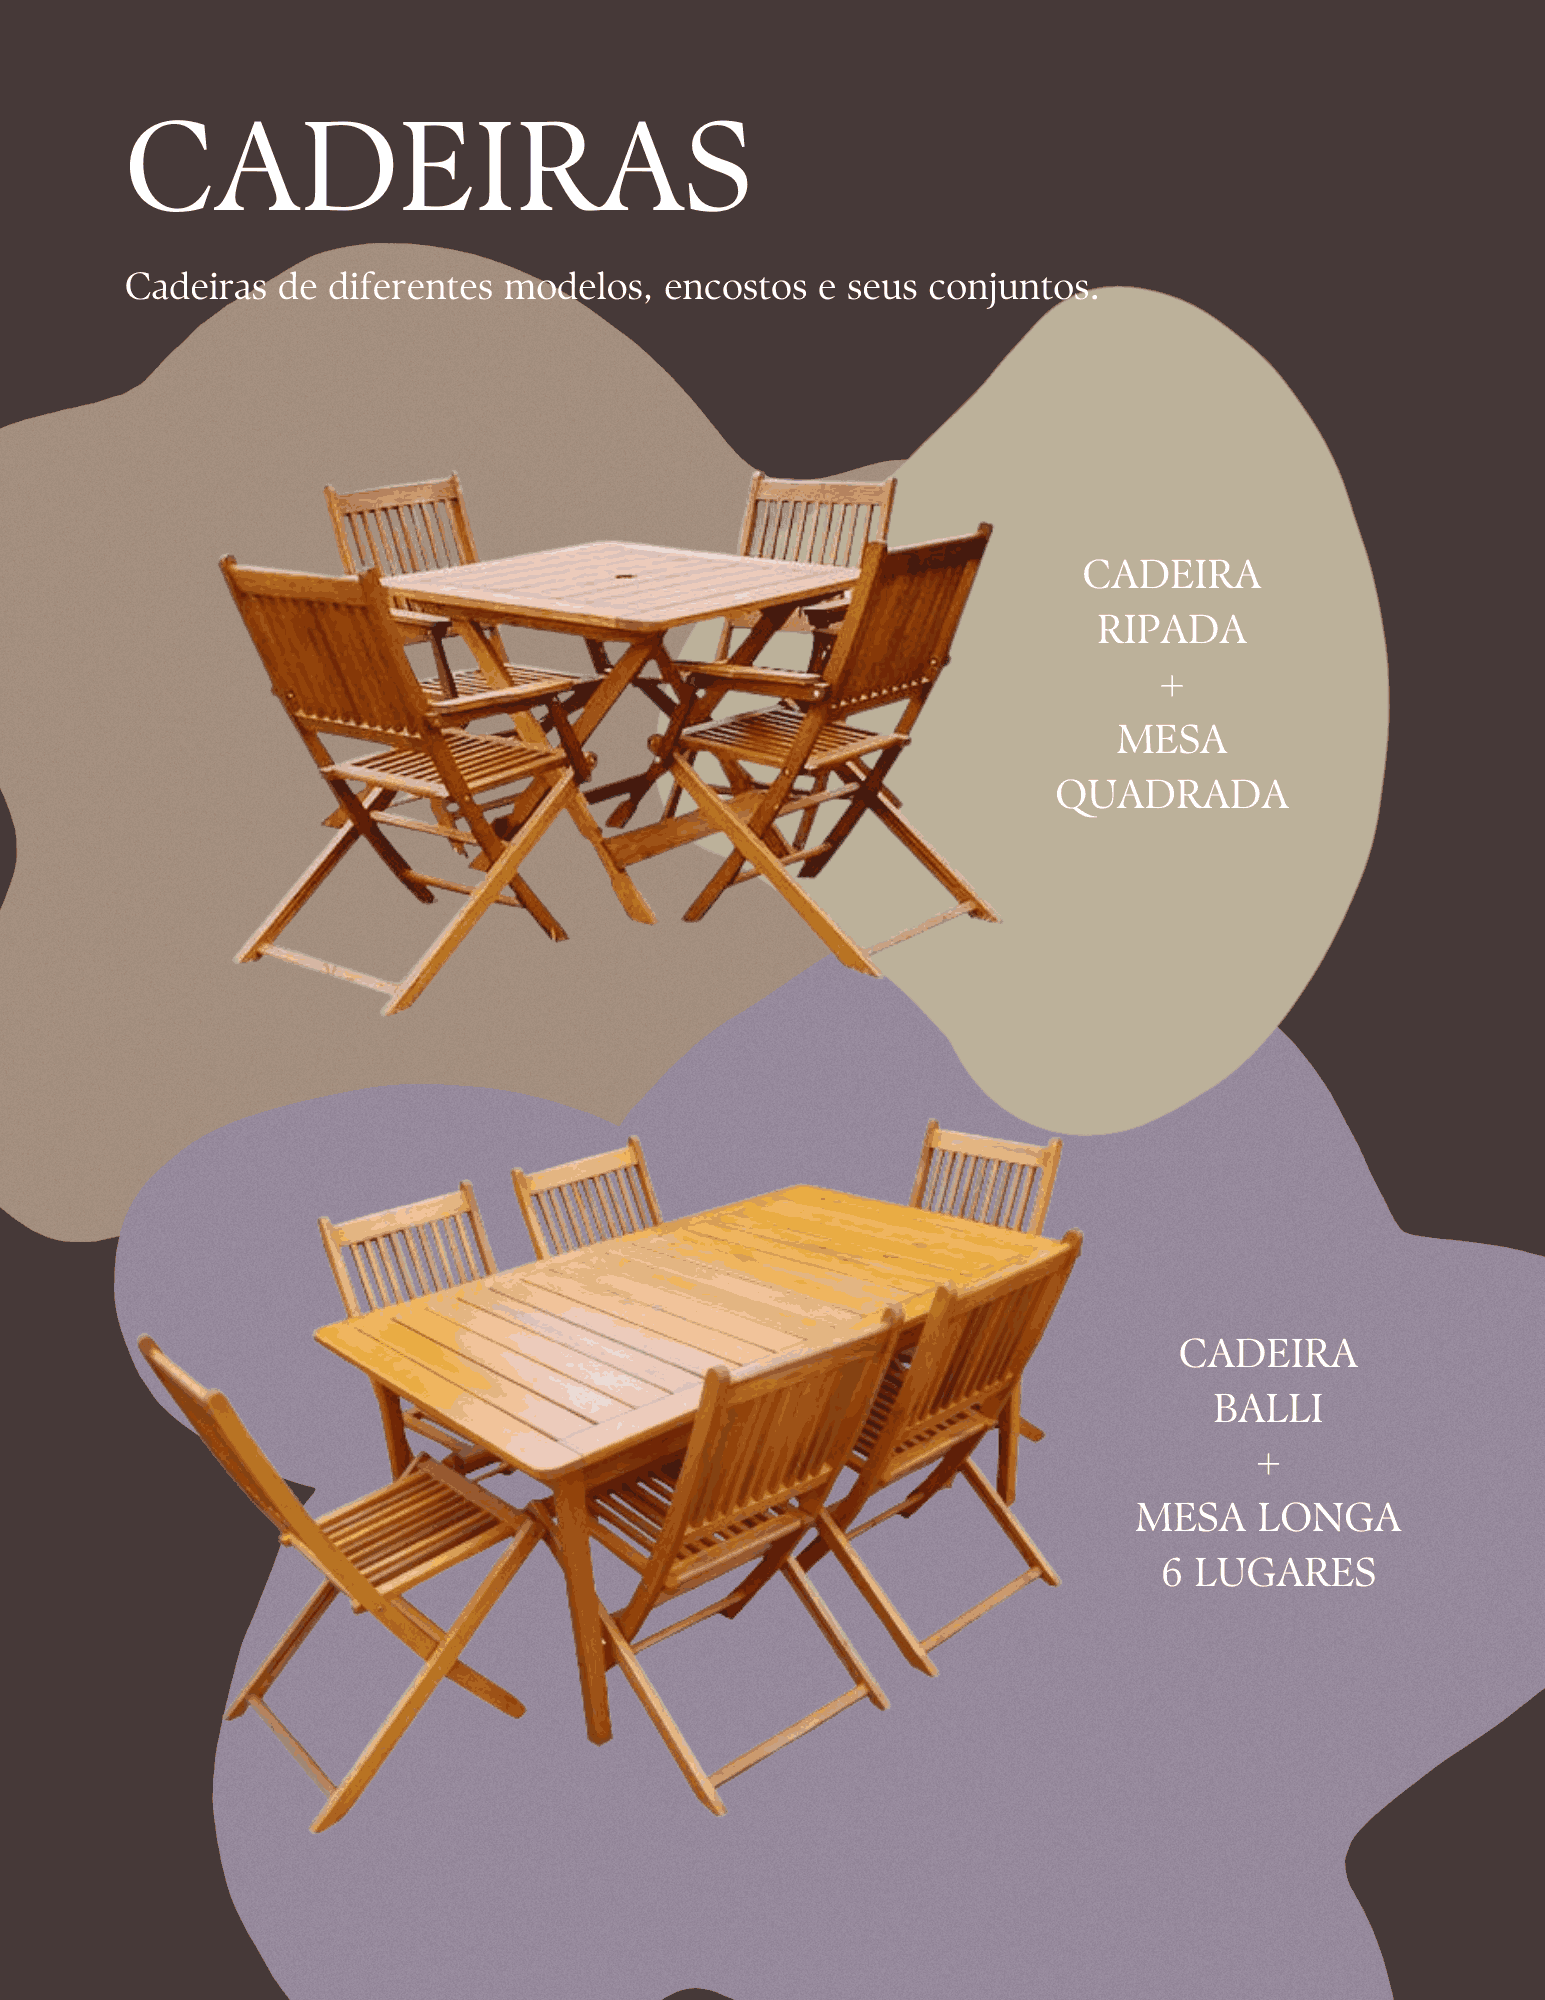 CADEIRAS
Cadeiras de diferentes modelos, encostos e seus conjuntos.
CADEIRA
RIPADA
+
MESA
QUADRADA
CADEIRA
BALLI
+
MESA LONGA
6 LUGARES